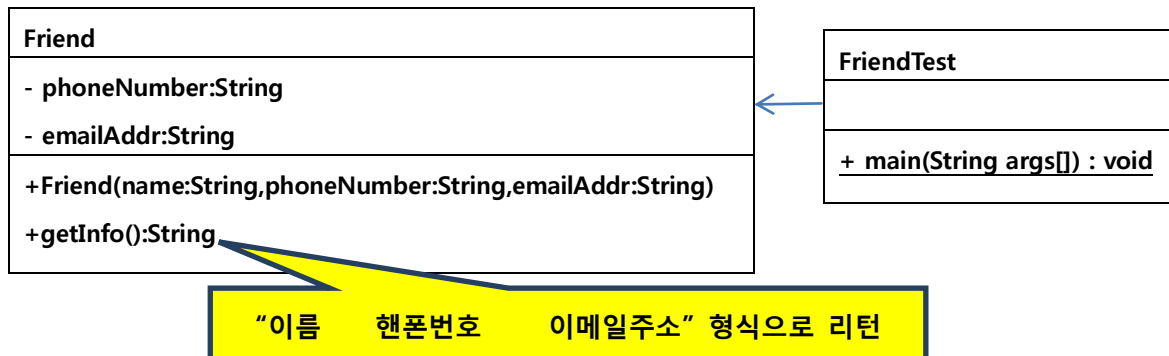 Friend
- phoneNumber:String
- emailAddr:String
+Friend(name:String,phoneNumber:String,emailAddr:String)
+getInfo():String
FriendTest
+ main(String args[]) : void
“이름 핸폰번호 이메일주소” 형식으로 리턴